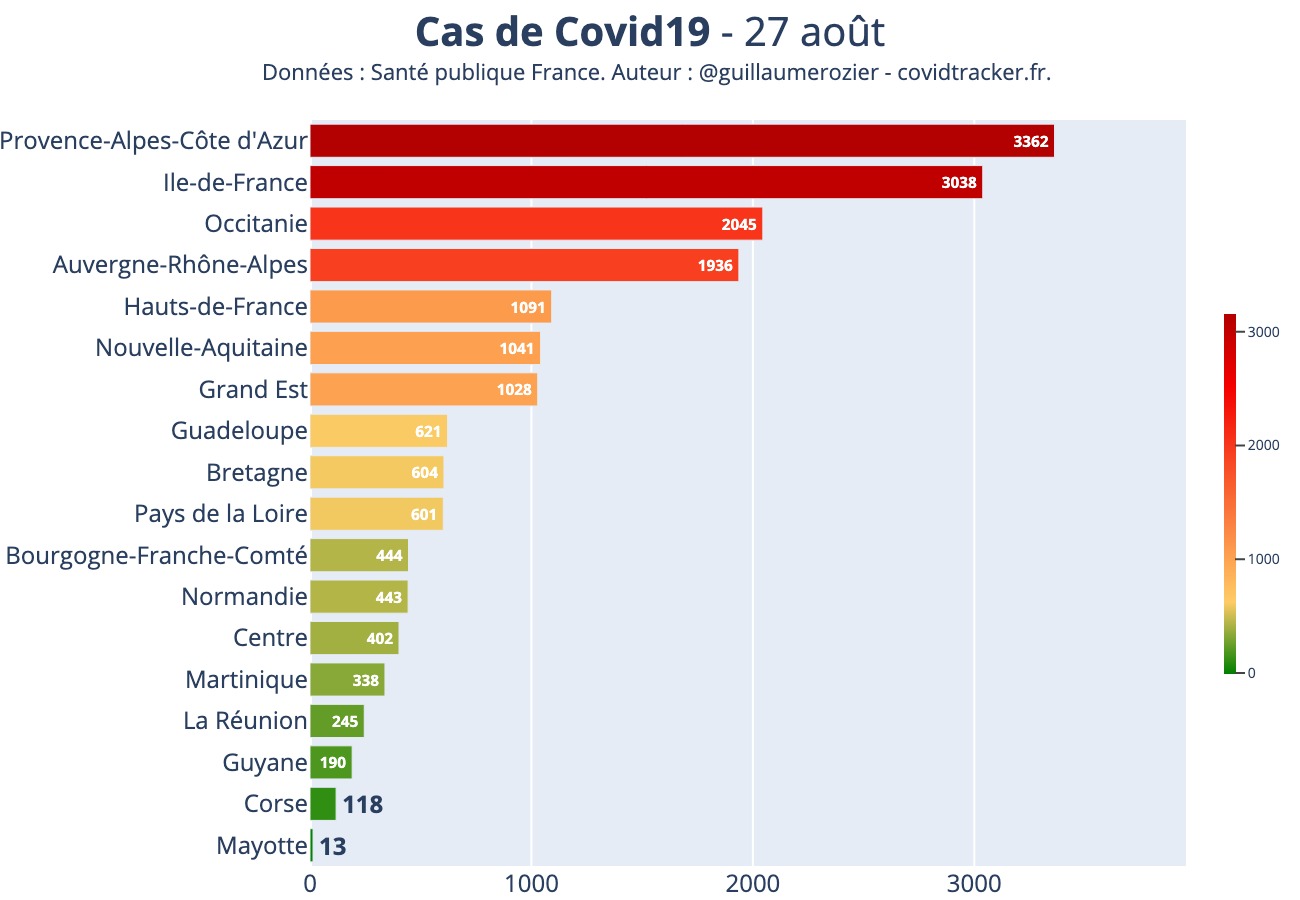 Cas de Covid19 - 27 août
Données : Santé publique France. Auteur : @guillaumerozier - covidtracker.fr.
Provence-Alpes-Côte d'Azur 3362
Ile-de-France 3038
Occitanie 2045
Auvergne-Rhône-Alpes 1936
Hauts-de-France 1091
Nouvelle-Aquitaine 1041
Grand Est 1028
Guadeloupe 621
Bretagne 604
Pays de la Loire 601
Bourgogne-Franche-Comté 444
Normandie 443
Centre 402
Martinique 338
La Réunion 245
Guyane 190
Corse 118
Mayotte 13
0 1000 2000 3000
3000
2000
1000
0